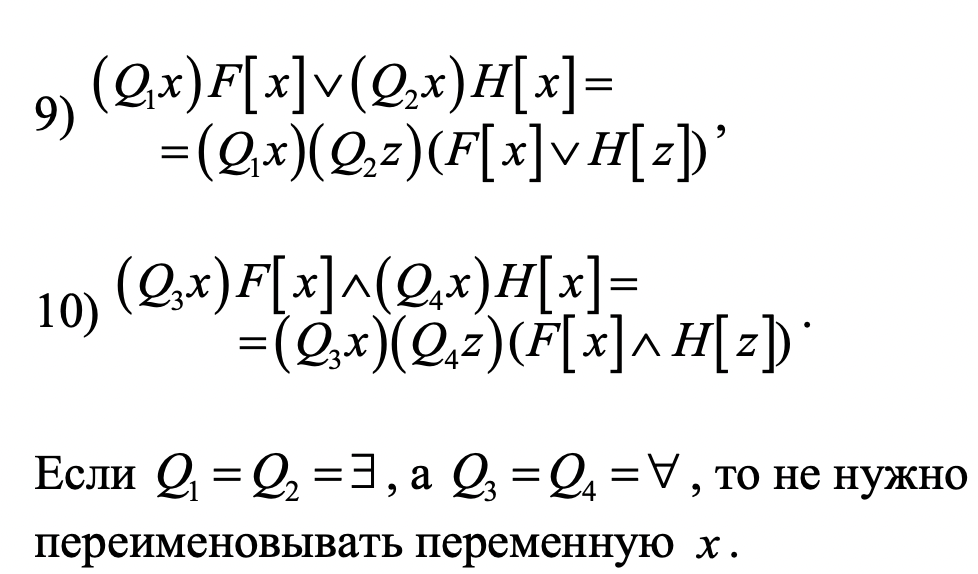 9) (Q₁x)F[x]∨(Q₂x)H[x]=
=(Q₁x)(Q₂z)(F[x]∨H[z]),
10) (Q₃x)F[x]∧(Q₄x)H[x]=
=(Q₃x)(Q₄z)(F[x]∧H[z]).
Если Q₁=Q₂=∃, а Q₃=Q₄=∀, то не нужно
переименовывать переменную x.